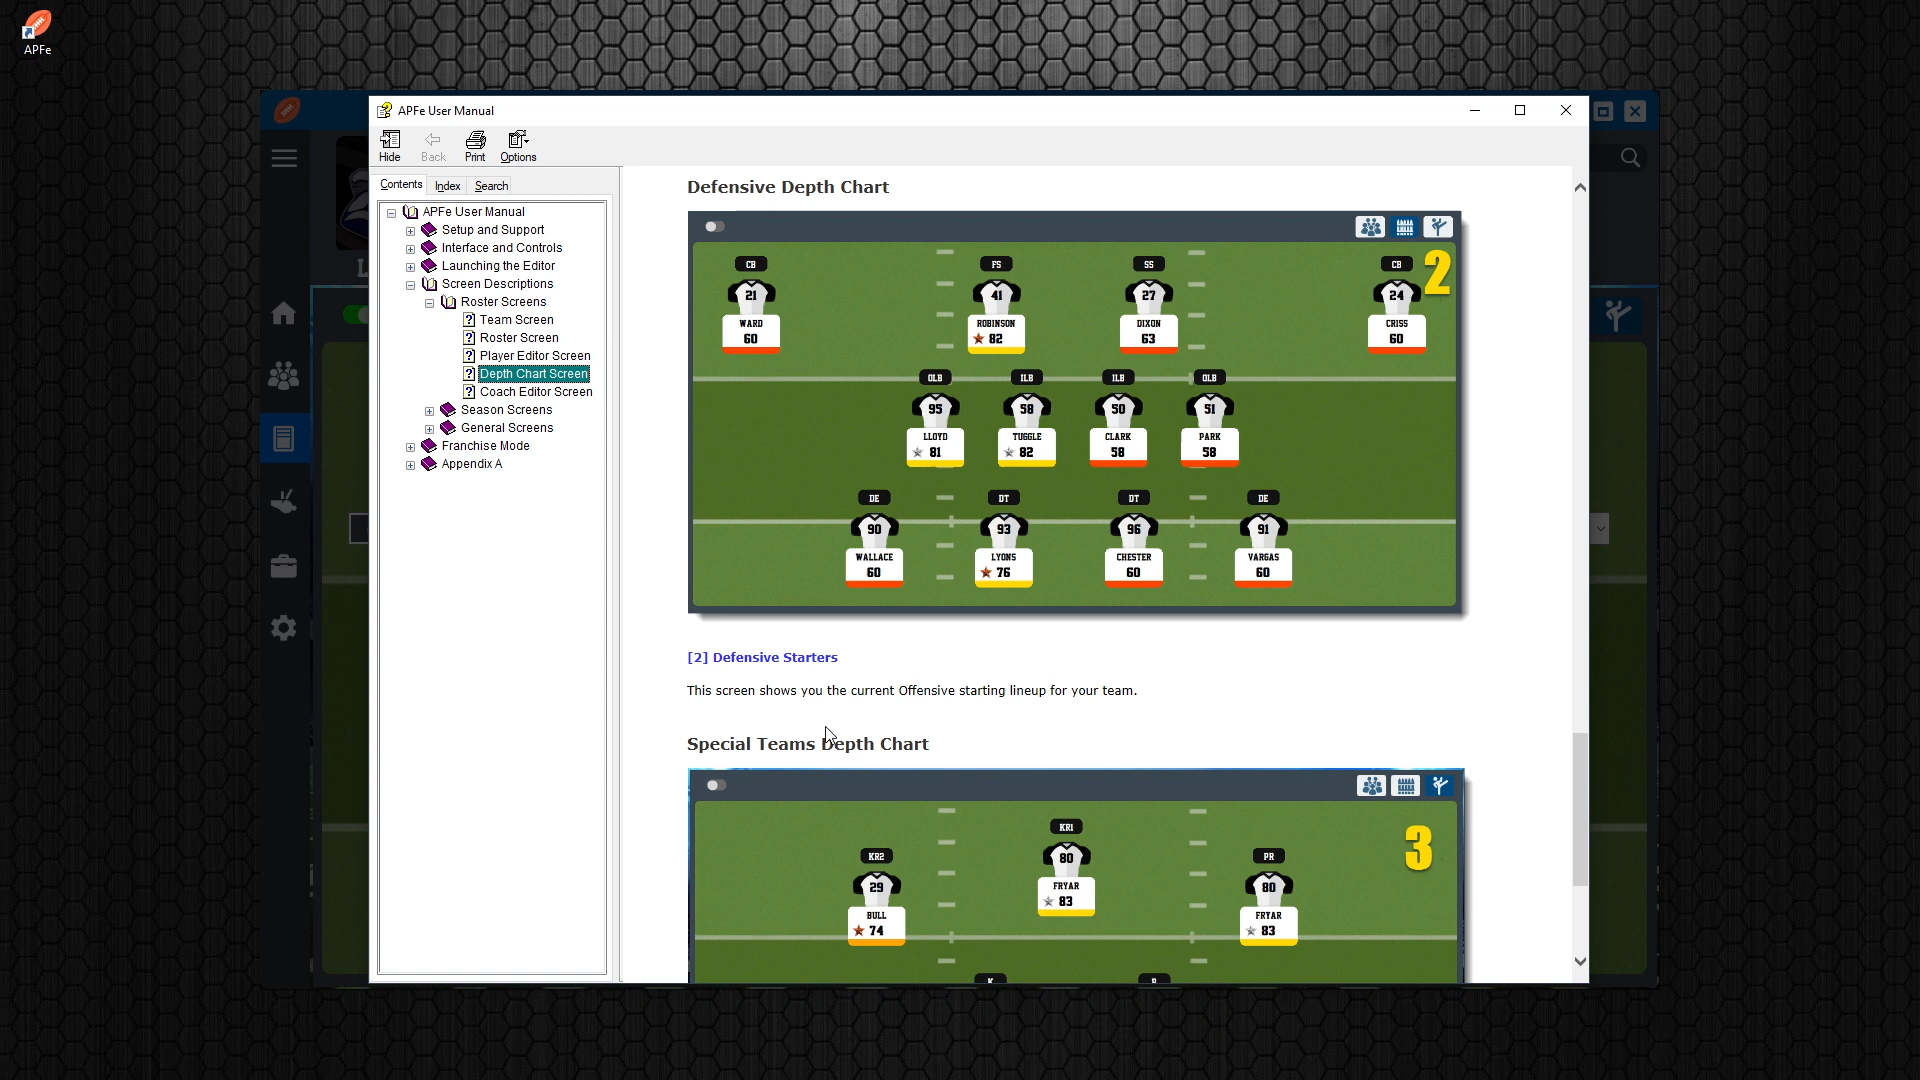 APFe
APFe User Manual
Hide Back Print Options
Contents Index Search
APFe User Manual
Setup and Support
Interface and Controls
Launching the Editor
Screen Descriptions
Roster Screens
Team Screen
Roster Screen
Player Editor Screen
Depth Chart Screen
Coach Editor Screen
Season Screens
General Screens
Franchise Mode
Appendix A
Defensive Depth Chart
2
CB FS SS CB
21 41 27 24
WARD ROBINSON DIXON CRISS
60 82 63 60
OLB ILB ILB OLB
95 58 50 51
LLOYD TUGGLE CLARK PARK
81 82 58 58
DE DT DT DE
90 93 96 91
WALLACE LYONS CHESTER VARGAS
60 76 60 60
[2] Defensive Starters
This screen shows you the current Offensive starting lineup for your team.
Special Teams Depth Chart
3
KR1
80
FRYAR
83
KR2 PR
29 80
BULL FRYAR
74 83